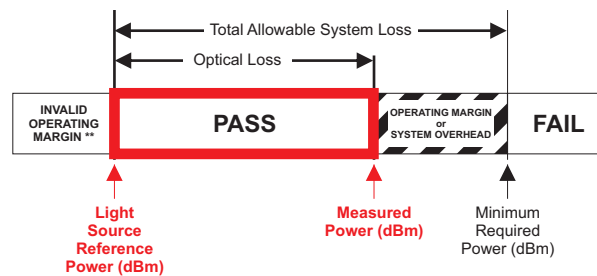 Total Allowable System Loss
Optical Loss
INVALID
OPERATING
MARGIN **
PASS
OPERATING MARGIN
or
SYSTEM OVERHEAD
FAIL
Light
Source
Reference
Power (dBm)
Measured
Power (dBm)
Minimum
Required
Power (dBm)